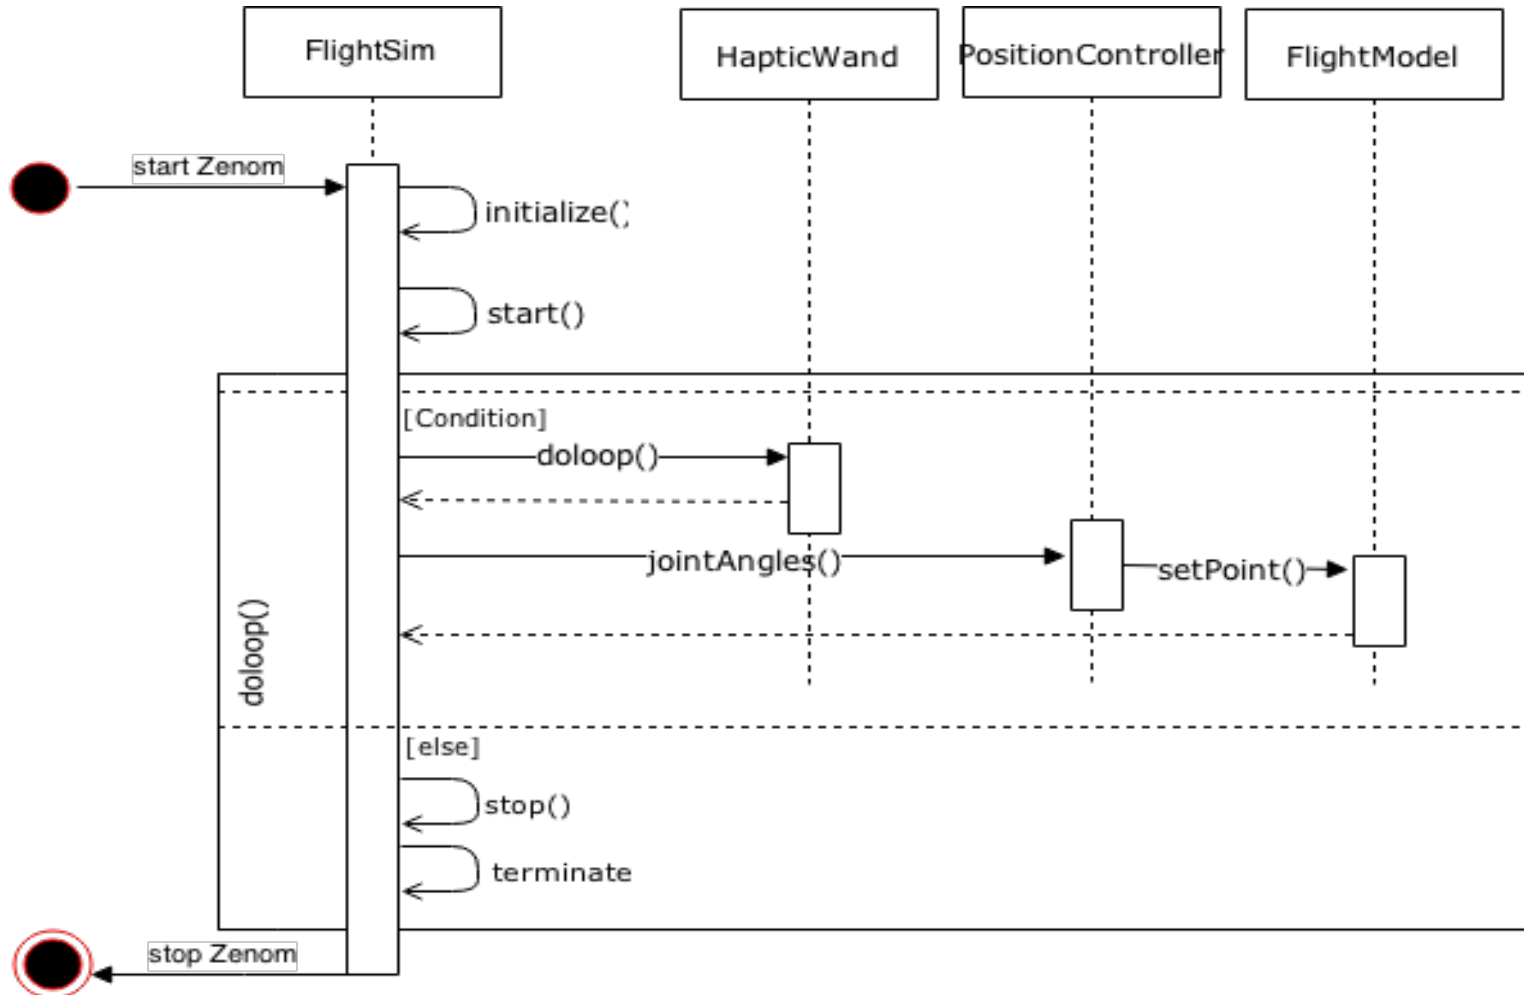 FlightSim
HapticWand
PositionController
FlightModel
start Zenom
initialize()
start()
[Condition]
doloop()
jointAngles()
setPoint()
doloop()
[else]
stop()
terminate
stop Zenom